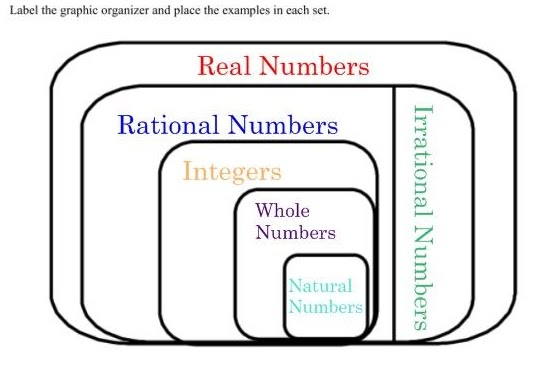 Label the graphic organizer and place the examples in each set.
Real Numbers
Rational Numbers
Integers
Whole
Numbers
Natural
Numbers
Irrational Numbers